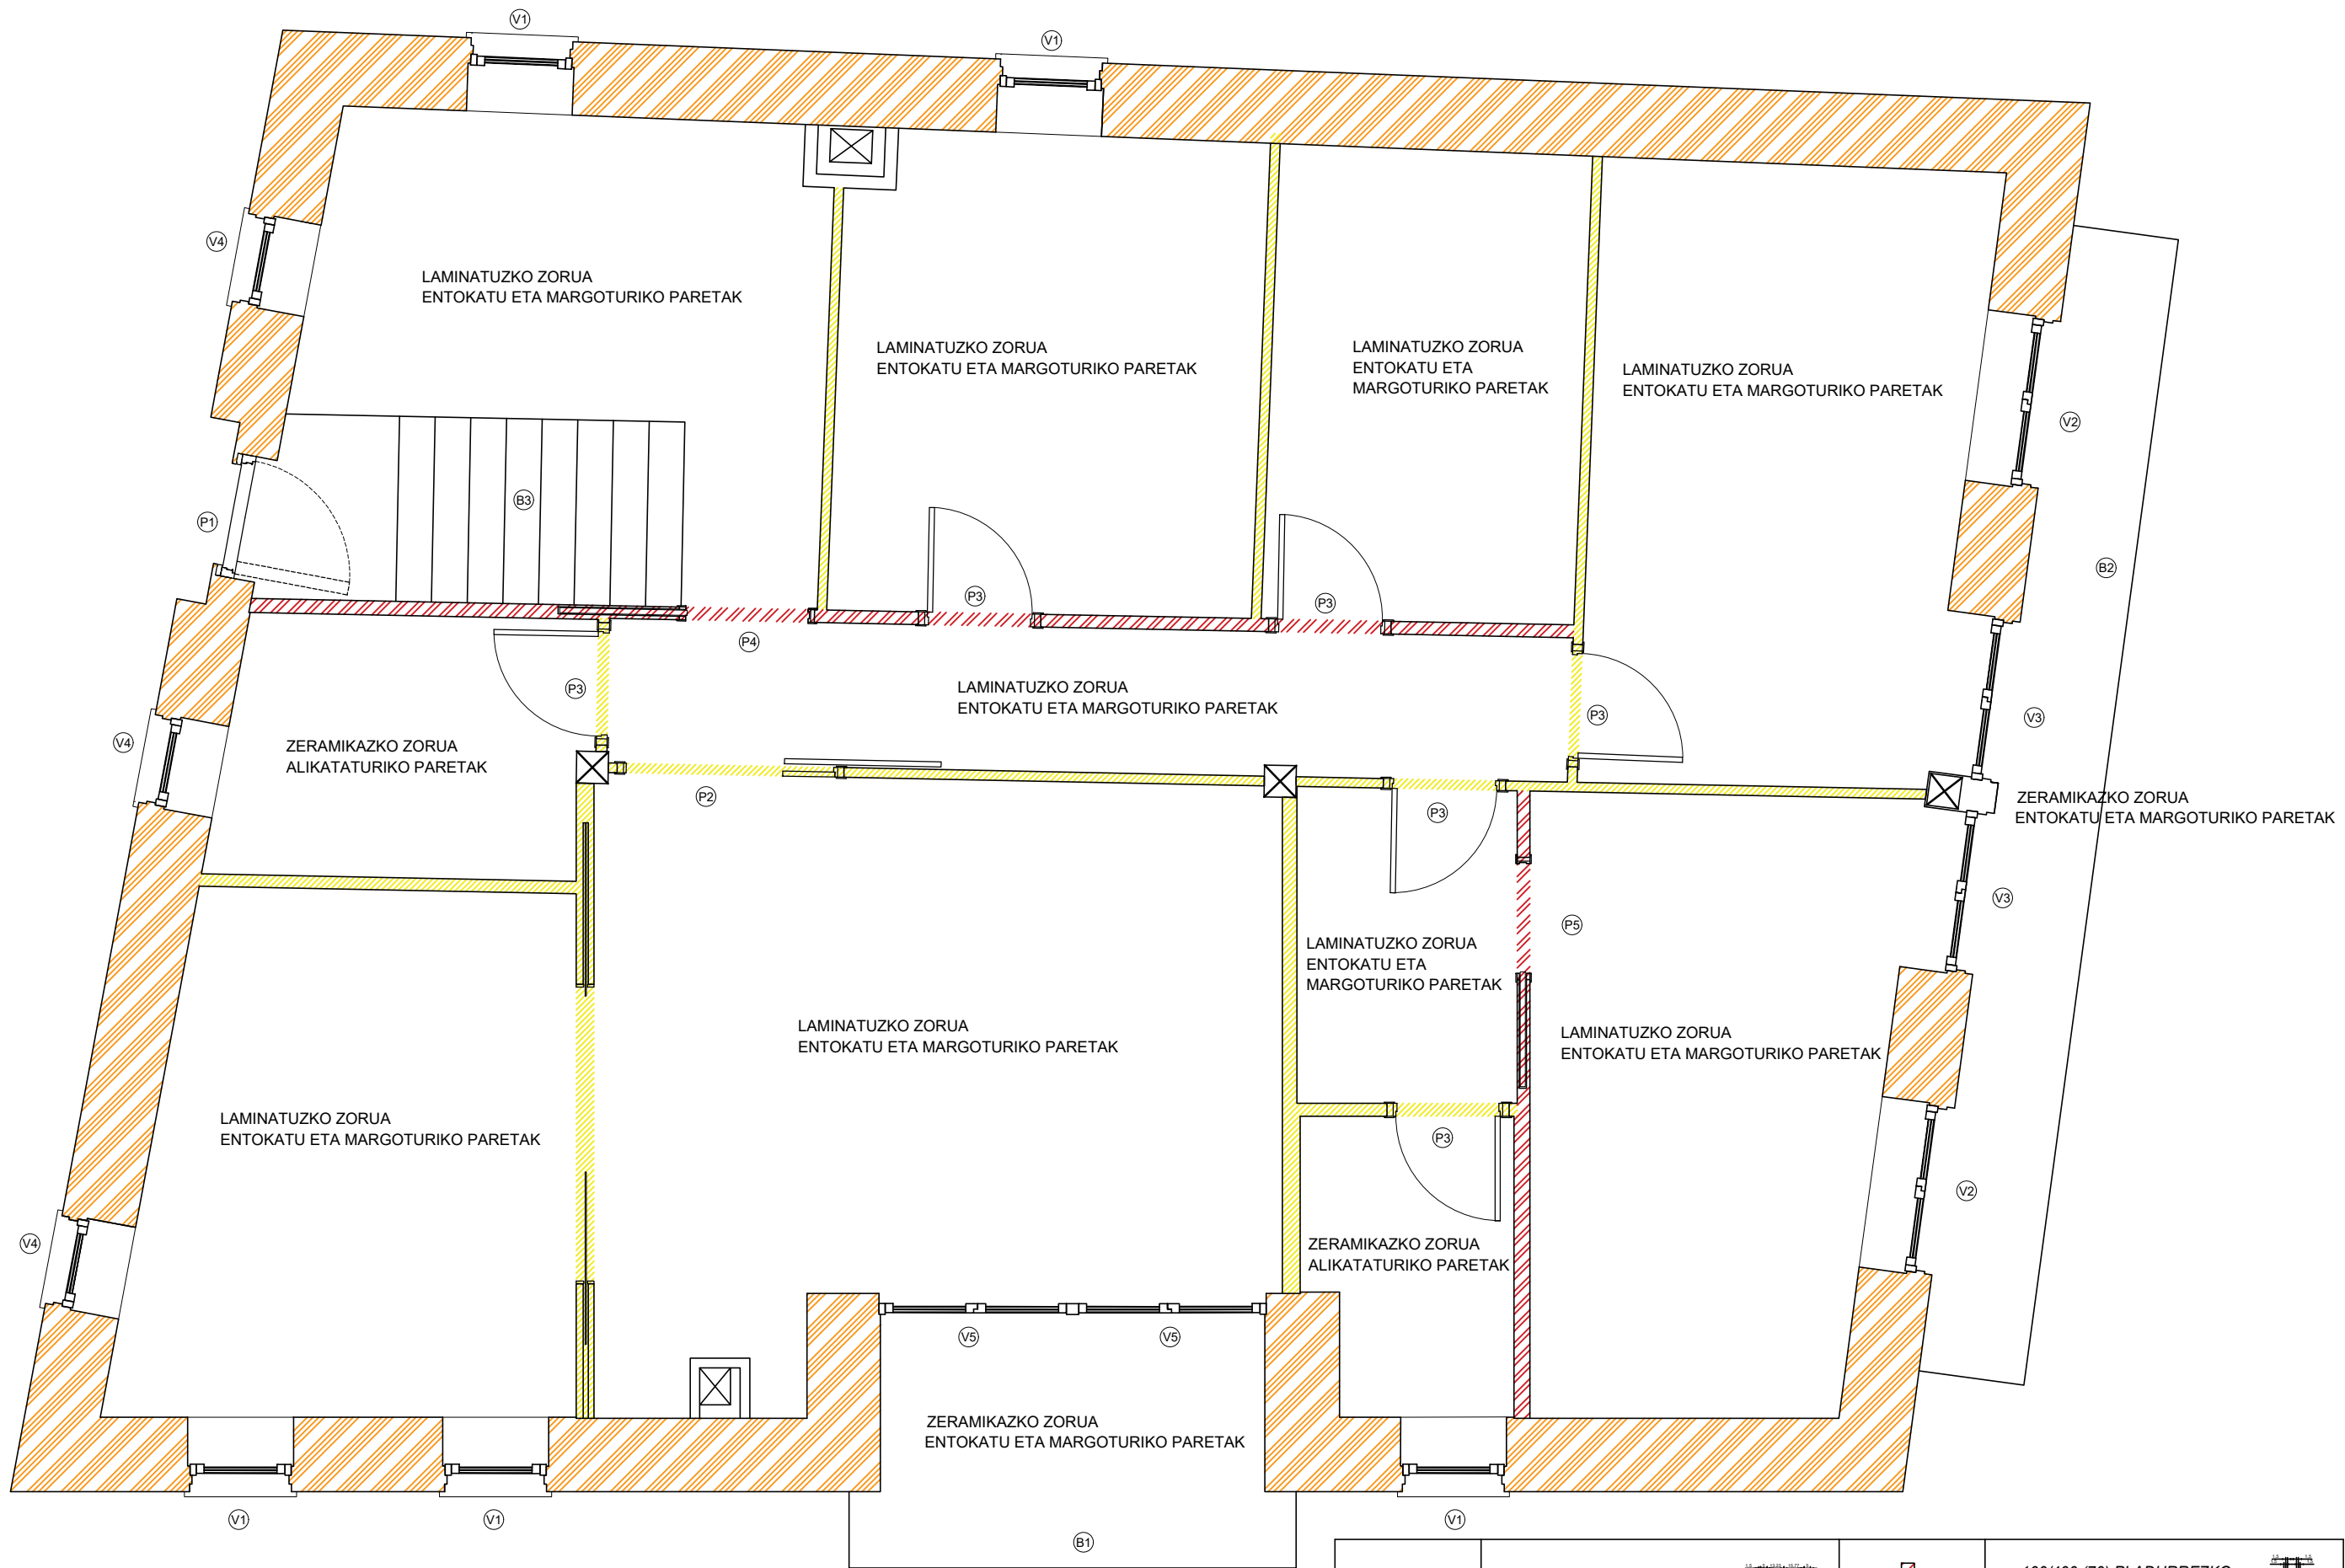 V1
V1
V4
LAMINATUZKO ZORUA
ENTOKATU ETA MARGOTURIKO PARETAK
LAMINATUZKO ZORUA
ENTOKATU ETA MARGOTURIKO PARETAK
LAMINATUZKO ZORUA
ENTOKATU ETA
MARGOTURIKO PARETAK
LAMINATUZKO ZORUA
ENTOKATU ETA MARGOTURIKO PARETAK
V2
B3
P1
B2
P3
P3
P4
P3
LAMINATUZKO ZORUA
ENTOKATU ETA MARGOTURIKO PARETAK
P3
V3
V4
ZERAMIKAZKO ZORUA
ALIKATATURIKO PARETAK
P2
P3
ZERAMIKAZKO ZORUA
ENTOKATU ETA MARGOTURIKO PARETAK
V3
P5
LAMINATUZKO ZORUA
ENTOKATU ETA
MARGOTURIKO PARETAK
LAMINATUZKO ZORUA
ENTOKATU ETA MARGOTURIKO PARETAK
LAMINATUZKO ZORUA
ENTOKATU ETA MARGOTURIKO PARETAK
LAMINATUZKO ZORUA
ENTOKATU ETA MARGOTURIKO PARETAK
P3
V2
V4
ZERAMIKAZKO ZORUA
ALIKATATURIKO PARETAK
V5
V5
ZERAMIKAZKO ZORUA
ENTOKATU ETA MARGOTURIKO PARETAK
V1
V1
V1
B1
PLADURREZKO